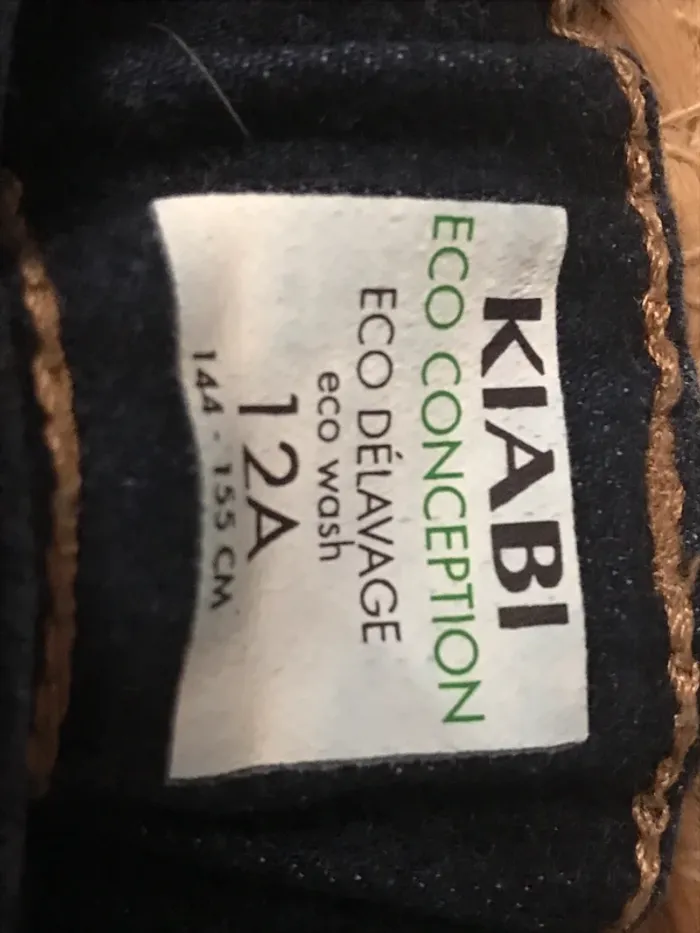 KIABI
ECO CONCEPTION
ECO DÉLAVAGE
eco wash
12A
144 - 155 CM